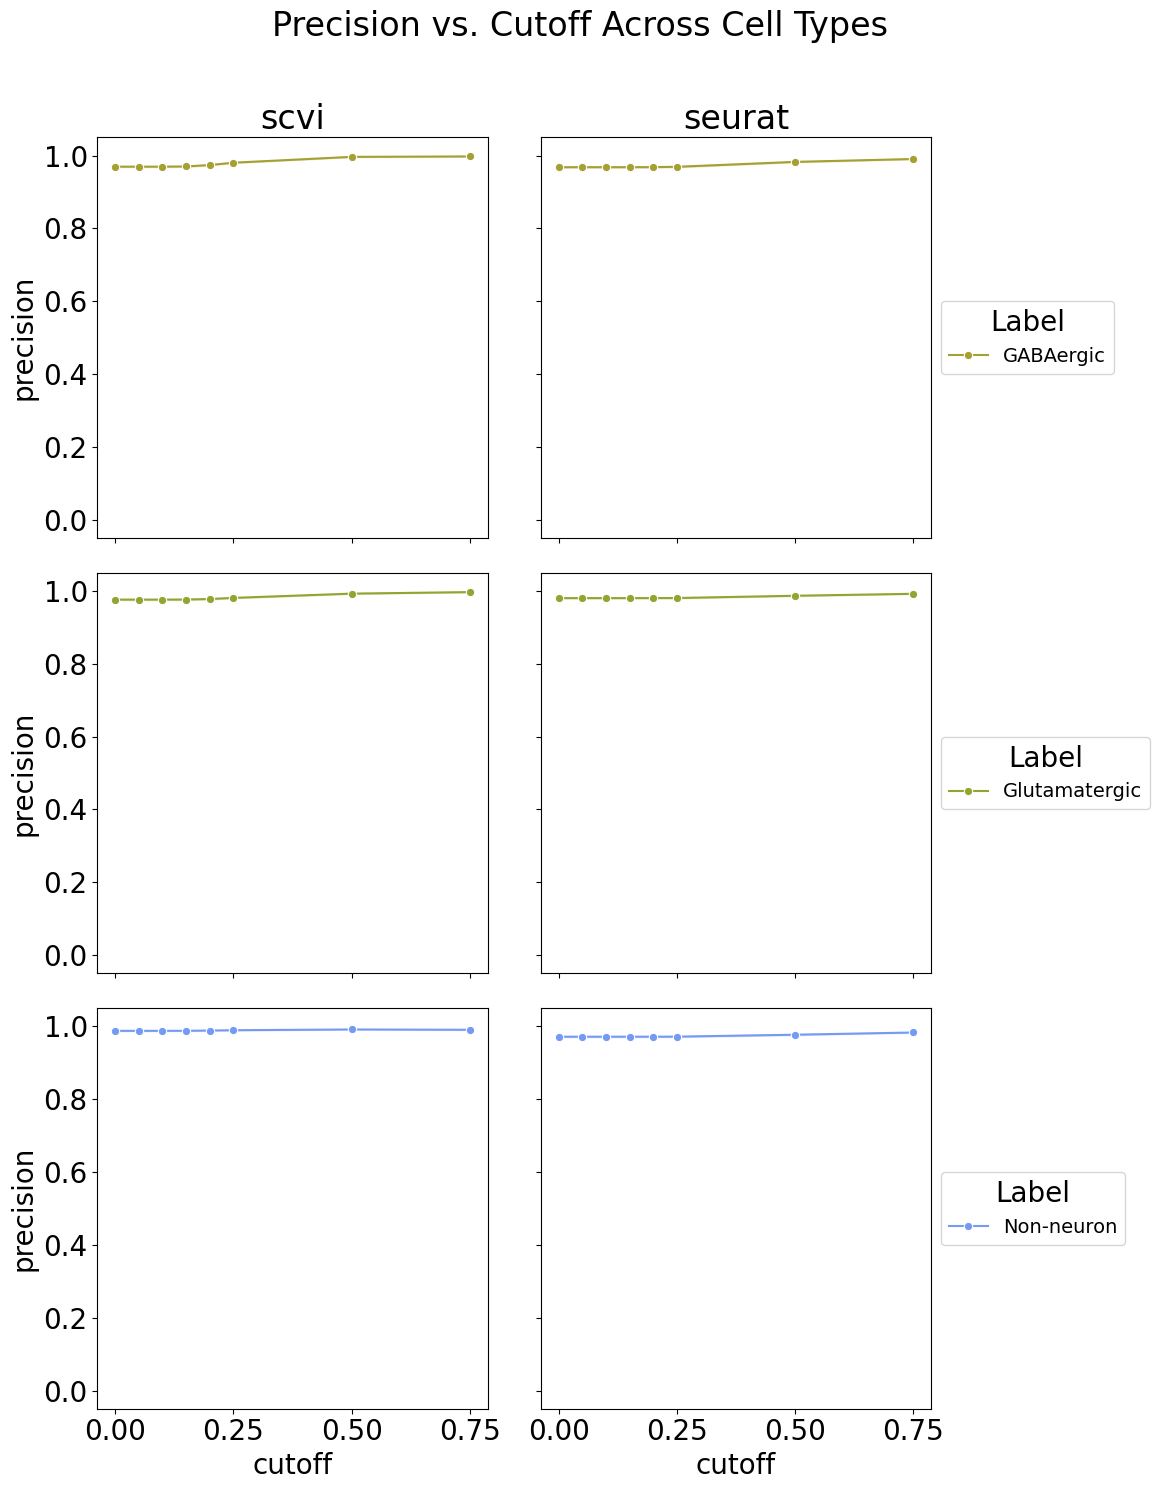 Precision vs. Cutoff Across Cell Types
scvi
seurat
1.0
0.8
0.6
0.4
0.2
0.0
precision
Label
GABAergic
1.0
0.8
0.6
0.4
0.2
0.0
precision
Label
Glutamatergic
1.0
0.8
0.6
0.4
0.2
0.0
precision
Label
Non-neuron
0.00 0.25 0.50 0.75
cutoff
0.00 0.25 0.50 0.75
cutoff